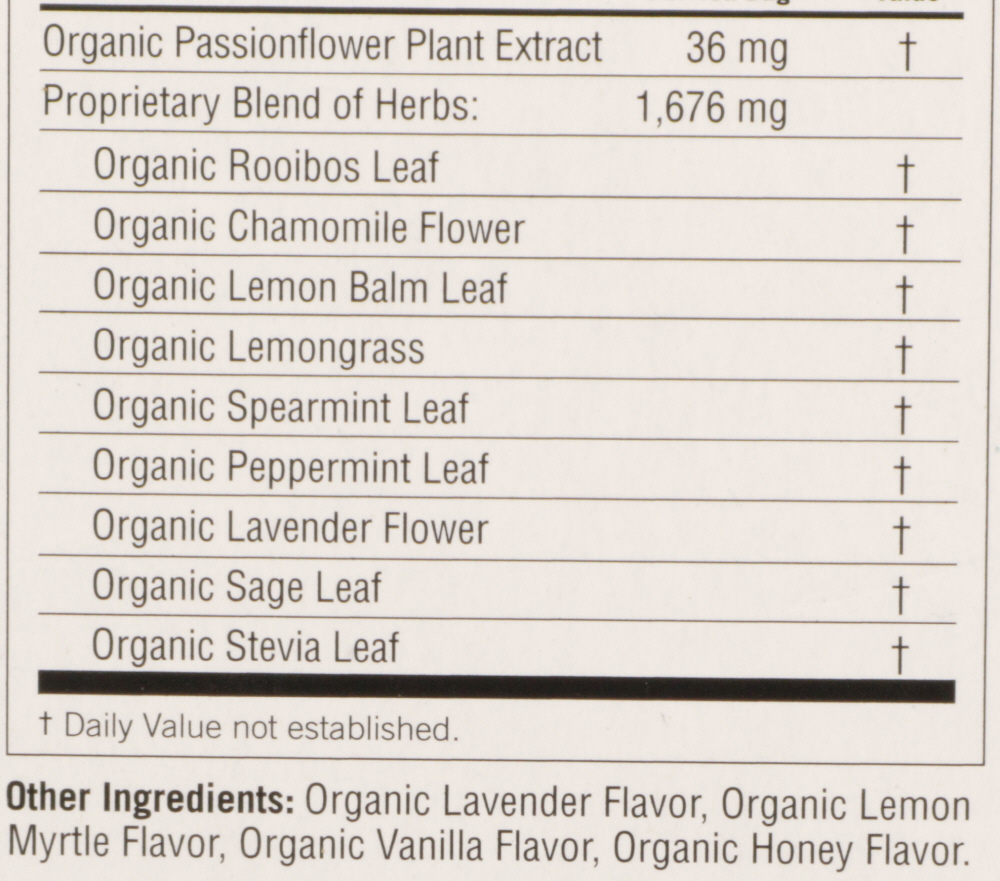 Organic Passionflower Plant Extract 36 mg †
Proprietary Blend of Herbs: 1,676 mg
Organic Rooibos Leaf †
Organic Chamomile Flower †
Organic Lemon Balm Leaf †
Organic Lemongrass †
Organic Spearmint Leaf †
Organic Peppermint Leaf †
Organic Lavender Flower †
Organic Sage Leaf †
Organic Stevia Leaf †
† Daily Value not established.
Other Ingredients: Organic Lavender Flavor, Organic Lemon
Myrtle Flavor, Organic Vanilla Flavor, Organic Honey Flavor.